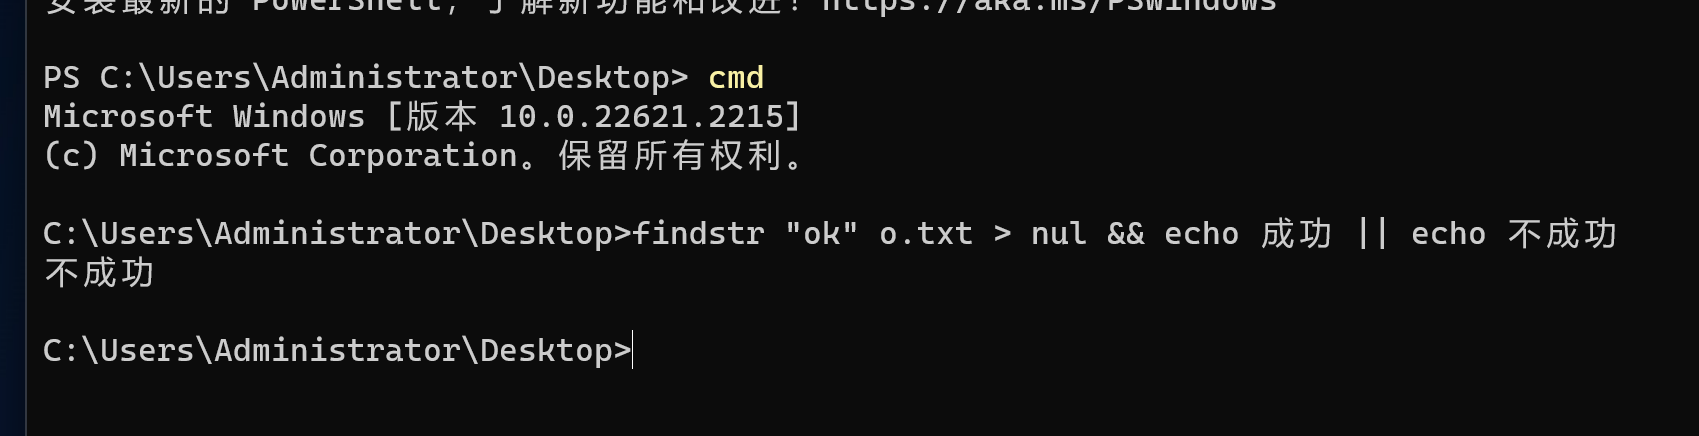 安装最新的 PowerShell，了解新功能和改进！https://aka.ms/PSWindows
PS C:\Users\Administrator\Desktop> cmd
Microsoft Windows [版本 10.0.22621.2215]
(c) Microsoft Corporation。保留所有权利。
C:\Users\Administrator\Desktop>findstr "ok" o.txt > nul && echo 成功 || echo 不成功
不成功
C:\Users\Administrator\Desktop>